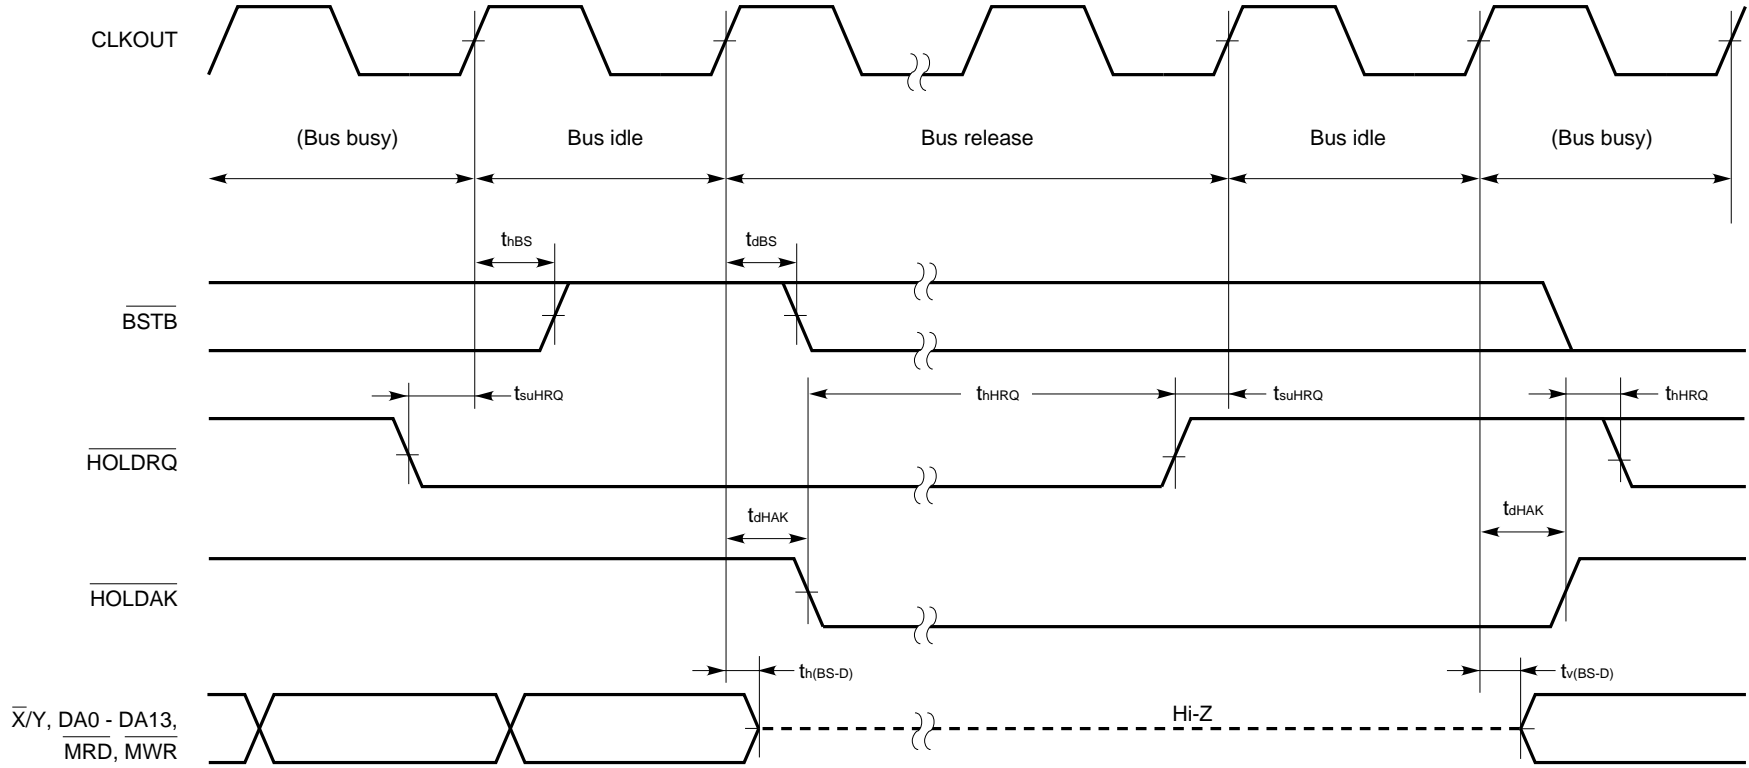 CLKOUT
(Bus busy) Bus idle Bus release Bus idle (Bus busy)
thBS tdBS
BSTB
tsuHRQ thHRQ tsuHRQ thHRQ
HOLDRQ
tdHAK tdHAK
HOLDAK
th(BS-D) tv(BS-D)
X̅/Y, DA0 - DA13,
MRD, MWR
Hi-Z